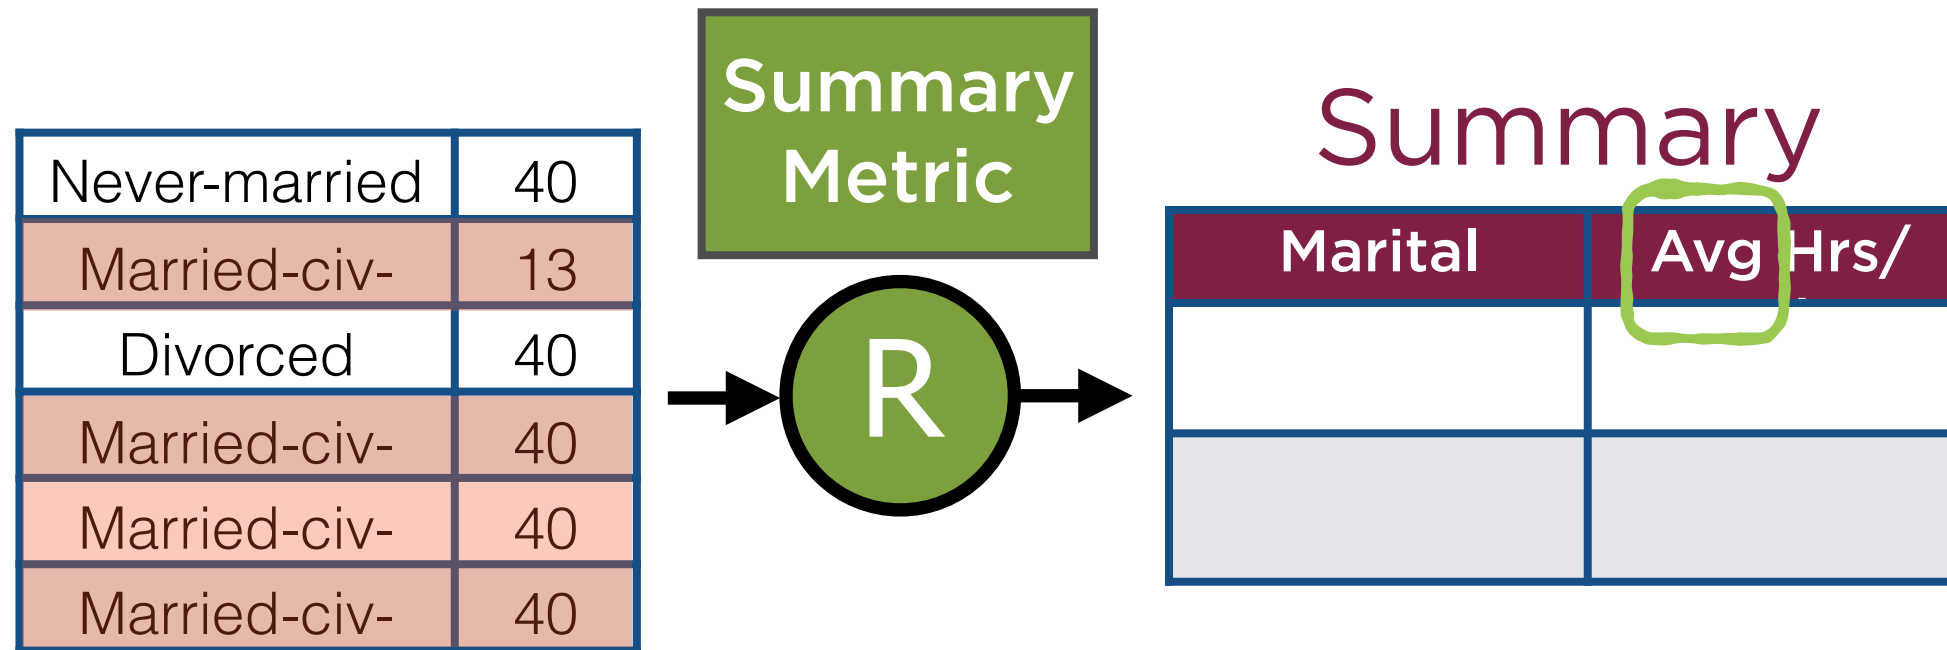 Summary
Metric
Never-married 40
Married-civ- 13
Divorced 40
Married-civ- 40
Married-civ- 40
Married-civ- 40
R
Summary
Marital Avg Hrs/